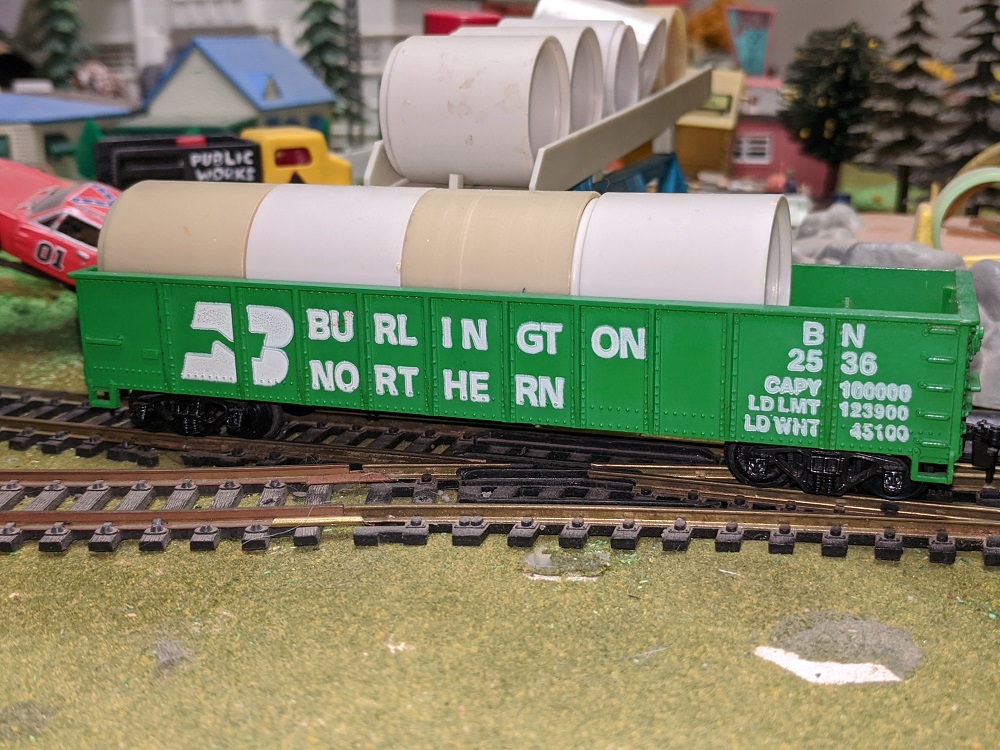 PUBLIC
WORKS
01
BURLINGTON
NORTHERN
BN
2536
CAPY 100000
LD LMT 123900
LD WHT 45100